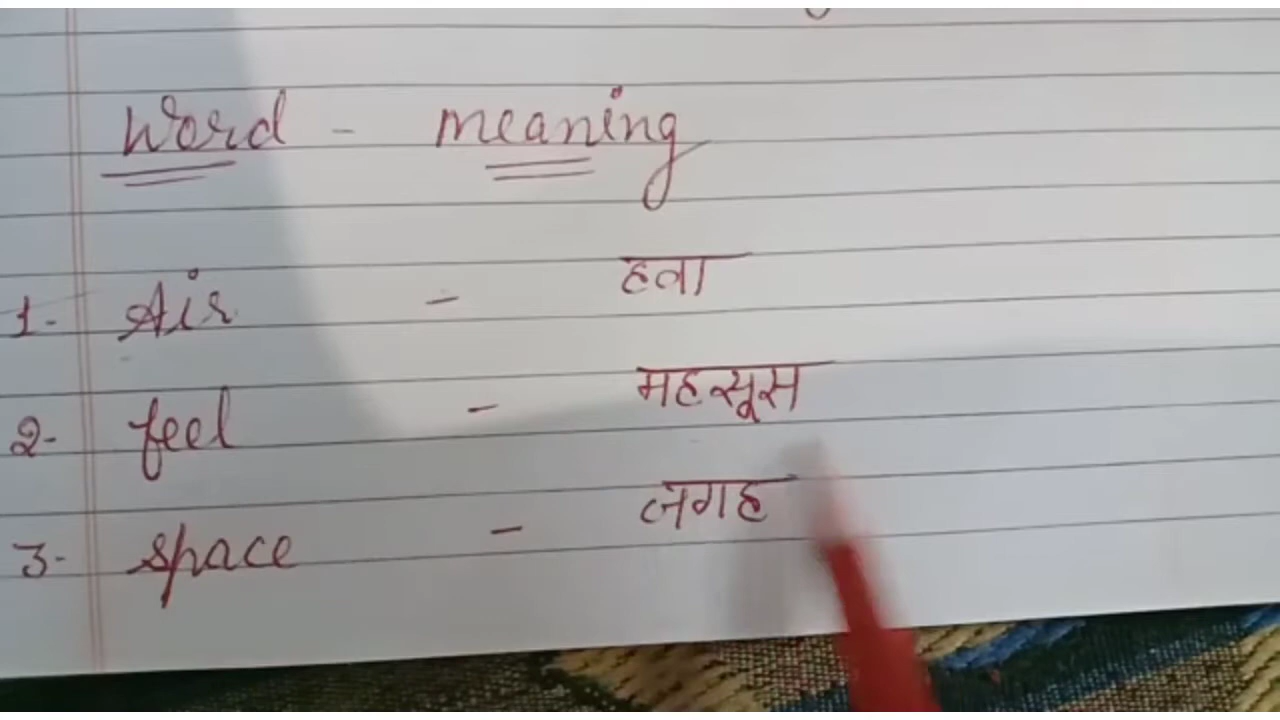 Word - meaning
1- Air - हवा
2- feel - महसूस
3- space - जगह